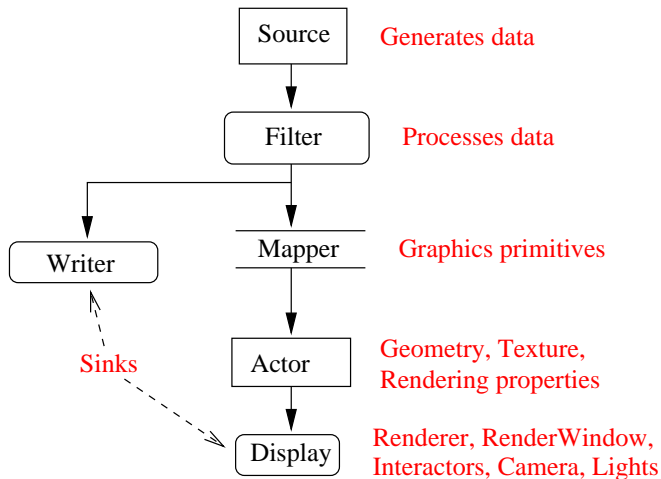 Source
Generates data
Filter
Processes data
Writer
Mapper
Graphics primitives
Sinks
Actor
Geometry, Texture,
Rendering properties
Display
Renderer, RenderWindow,
Interactors, Camera, Lights